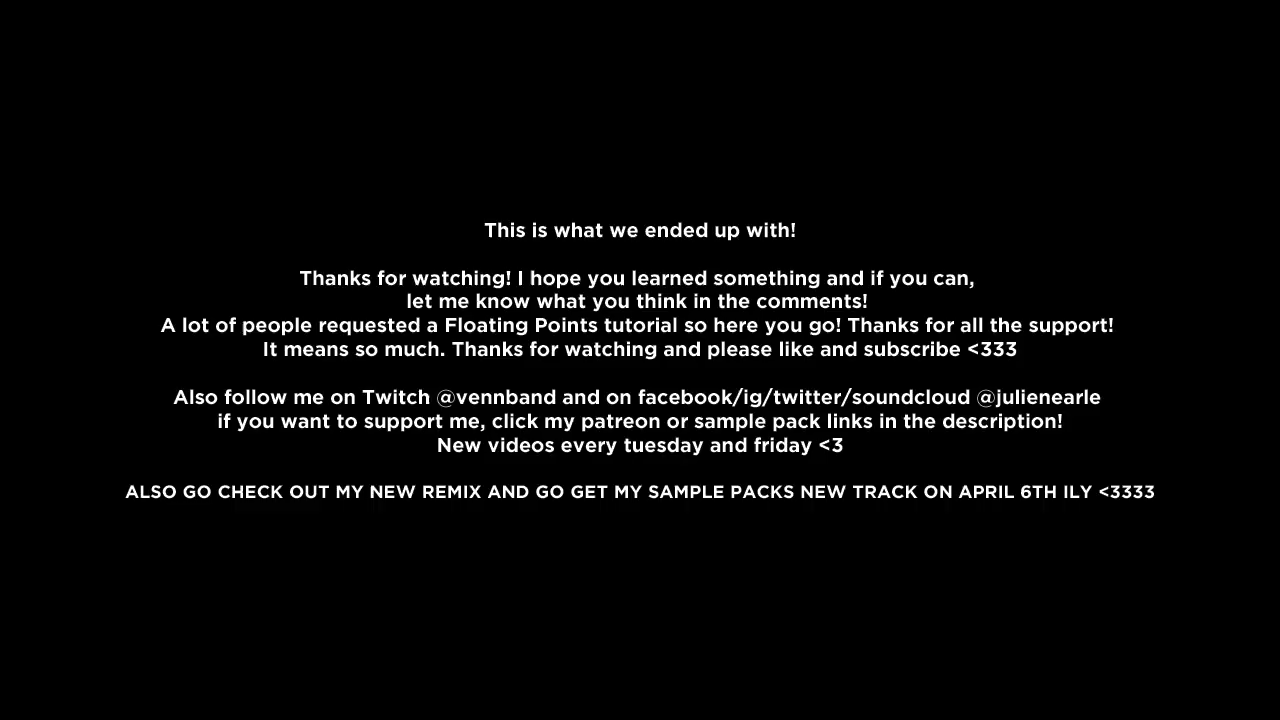 This is what we ended up with!
Thanks for watching! I hope you learned something and if you can,
let me know what you think in the comments!
A lot of people requested a Floating Points tutorial so here you go! Thanks for all the support!
It means so much. Thanks for watching and please like and subscribe <333
Also follow me on Twitch @vennband and on facebook/ig/twitter/soundcloud @julienearle
if you want to support me, click my patreon or sample pack links in the description!
New videos every tuesday and friday <3
ALSO GO CHECK OUT MY NEW REMIX AND GO GET MY SAMPLE PACKS NEW TRACK ON APRIL 6TH ILY <3333